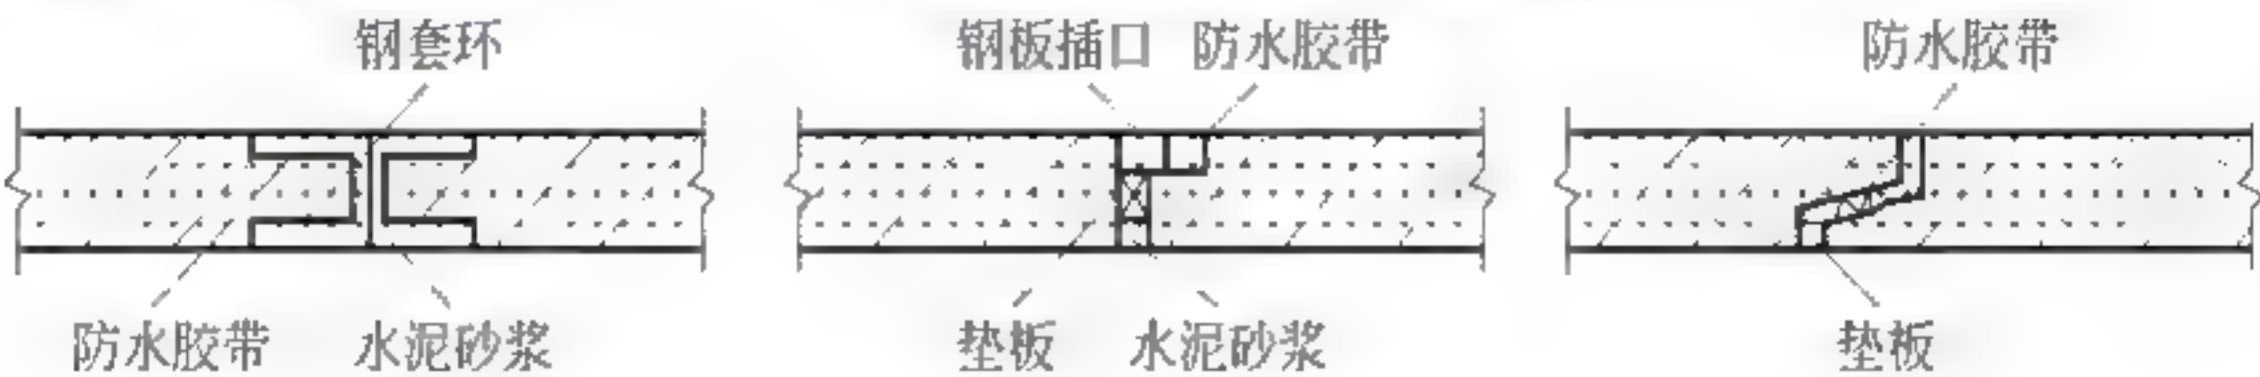 钢套环
钢板插口 防水胶带
防水胶带
防水胶带 水泥砂浆
垫板 水泥砂浆
垫板